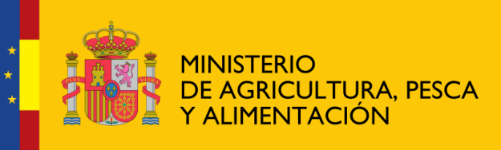 MINISTERIO
DE AGRICULTURA, PESCA
Y ALIMENTACIÓN